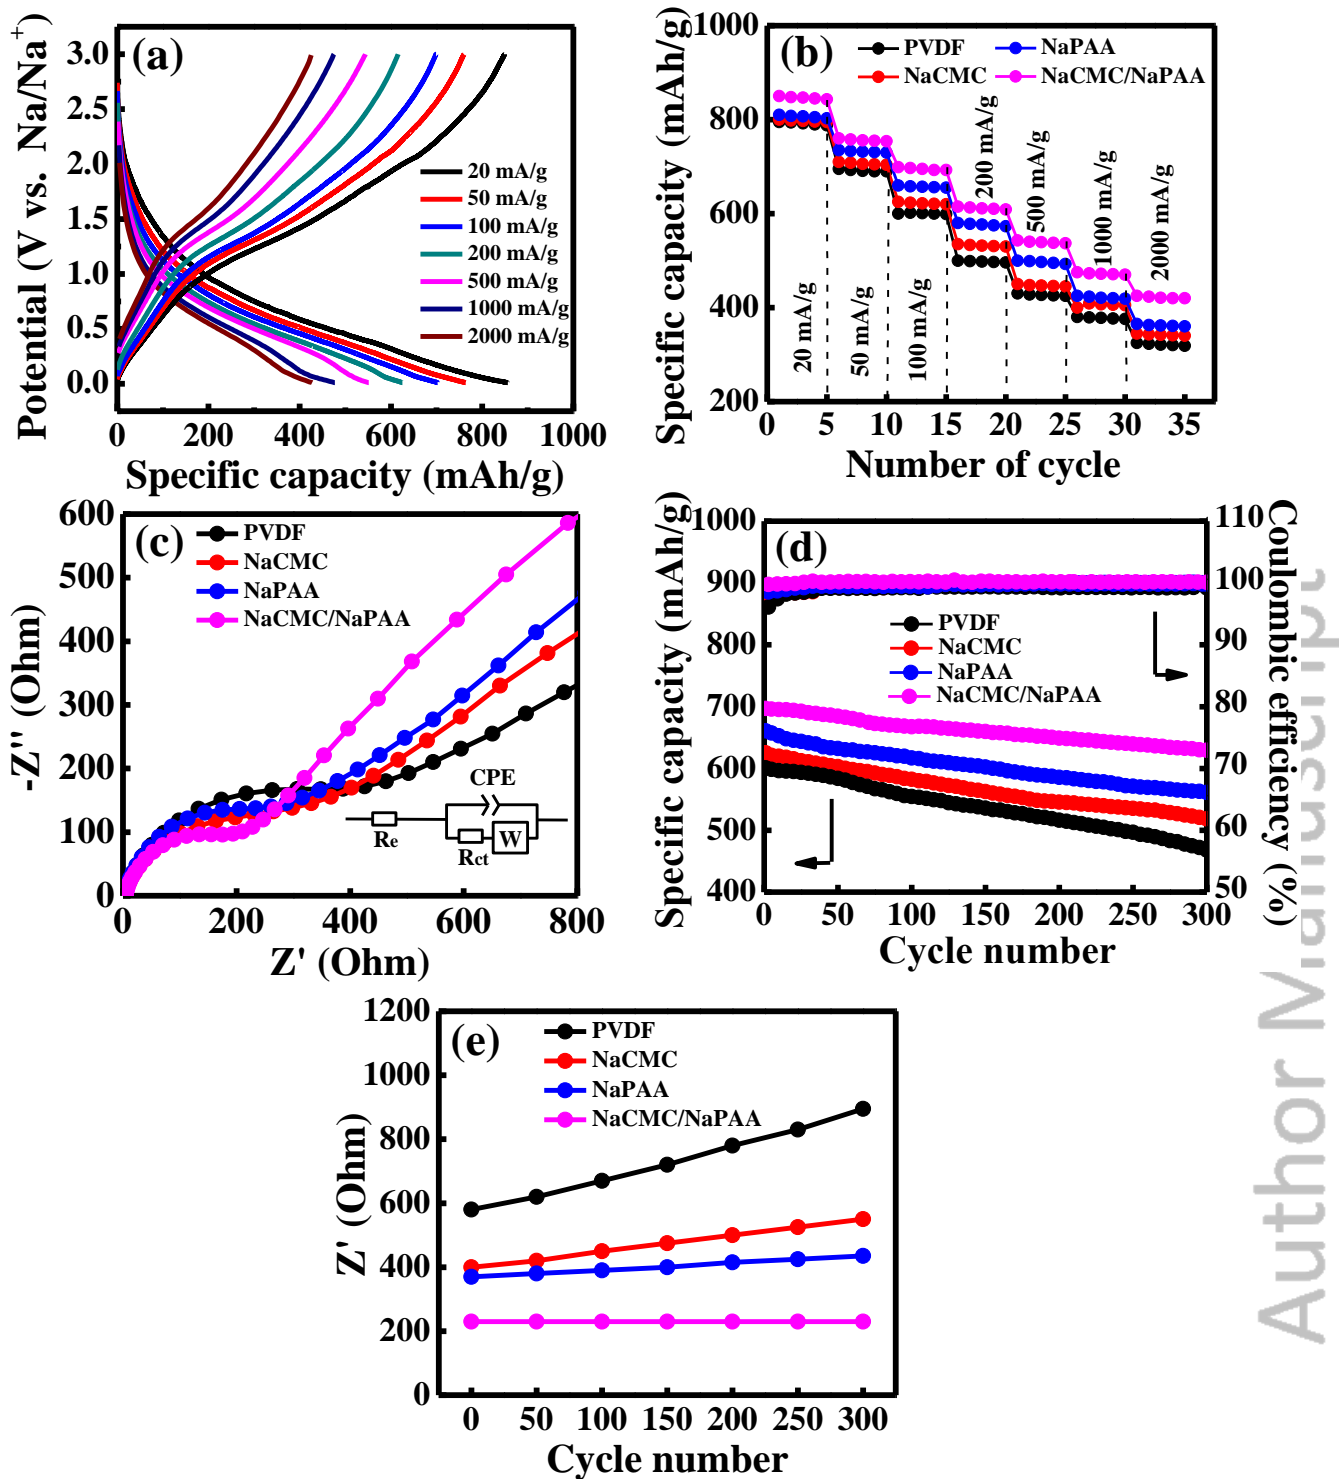 (a)
Potential (V vs. Na/Na+)
3.0
2.5
2.0
1.5
1.0
0.5
0.0
20 mA/g
50 mA/g
100 mA/g
200 mA/g
500 mA/g
1000 mA/g
2000 mA/g
0 200 400 600 800 1000
Specific capacity (mAh/g)
(b)
Specific capacity (mAh/g)
1000
800
600
400
200
PVDF
NaCMC
NaPAA
NaCMC/NaPAA
20 mA/g
50 mA/g
100 mA/g
200 mA/g
500 mA/g
1000 mA/g
2000 mA/g
0 5 10 15 20 25 30 35
Number of cycle
(c)
-Z'' (Ohm)
600
500
400
300
200
100
0
PVDF
NaCMC
NaPAA
NaCMC/NaPAA
CPE
Re
Rct
W
0 200 400 600 800
Z' (Ohm)
(d)
Specific capacity (mAh/g)
1000
900
800
700
600
500
400
PVDF
NaCMC
NaPAA
NaCMC/NaPAA
110
100
90
80
70
60
50
Coulombic efficiency (%)
0 50 100 150 200 250 300
Cycle number
(e)
Z' (Ohm)
1200
1000
800
600
400
200
0
PVDF
NaCMC
NaPAA
NaCMC/NaPAA
0 50 100 150 200 250 300
Cycle number
Author Manuscript